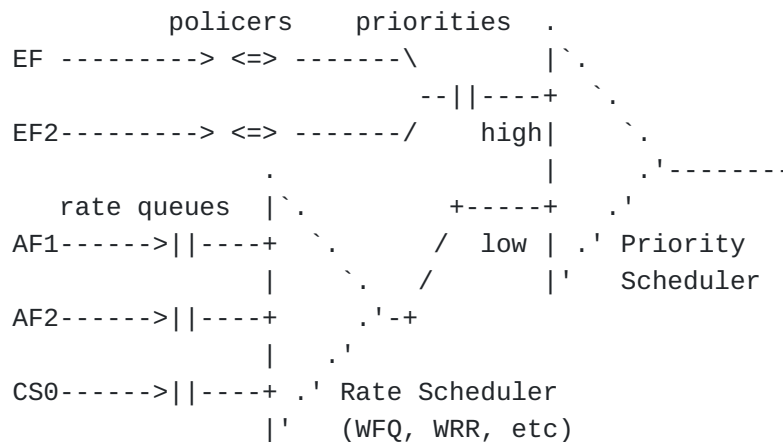 policers    priorities  .
EF ---------> <=> -------\         |`.
                          --||----+  `.
EF2---------> <=> -------/    high|    `.
                .                 |     .'--------
   rate queues  |`.         +-----+   .'
AF1------>||----+  `.      /  low | .' Priority
                |    `.   /       |'   Scheduler
AF2------>||----+     .'-+
                |   .'
CS0------>||----+ .' Rate Scheduler
                |'   (WFQ, WRR, etc)